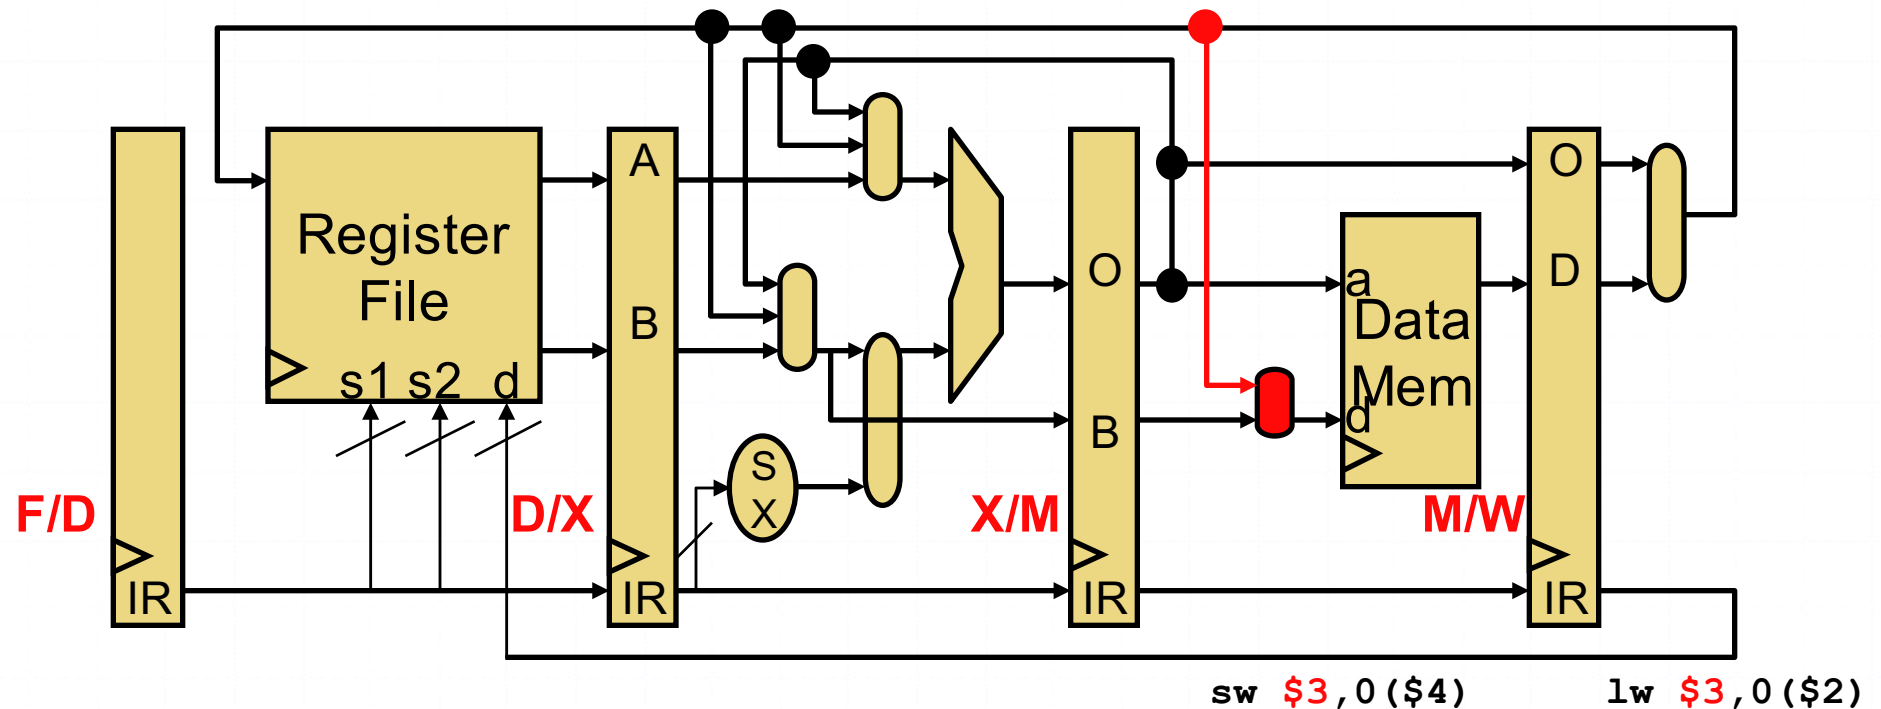 A
O
Register
File
O
D
B
a
Data
Mem
s1 s2 d
d
B
S
X
F/D
D/X
X/M
M/W
IR
IR
IR
IR
sw $3,0($4)
lw $3,0($2)